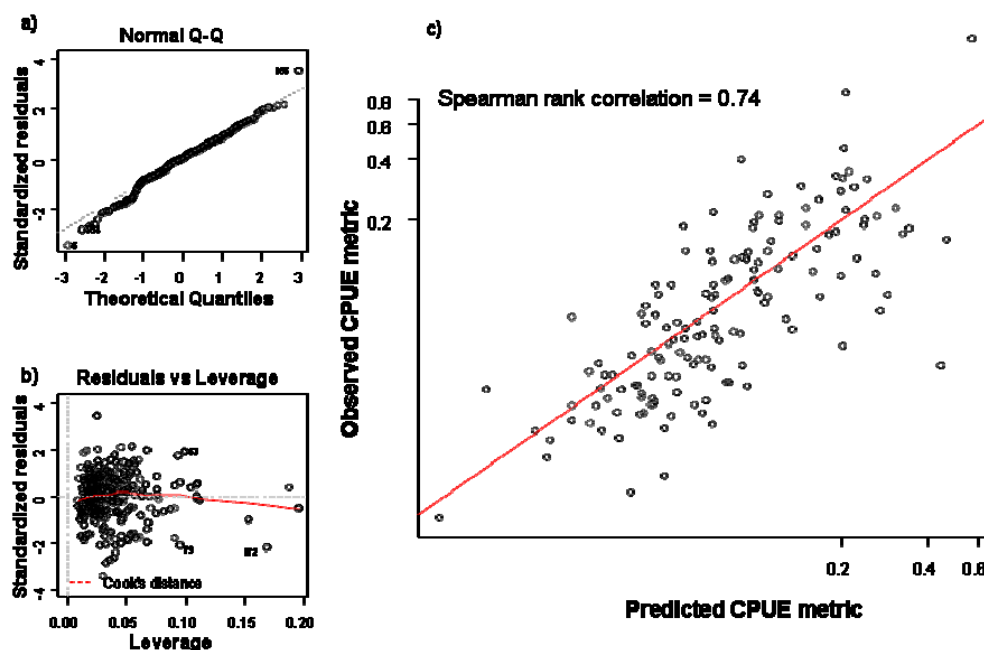 a)
Normal Q-Q
Standardized residuals
4
2
0
-2
-3 -2 -1 0 1 2 3
Theoretical Quantiles
b)
Residuals vs Leverage
Standardized residuals
4
2
0
-2
-4
Cook's distance
0.00 0.05 0.10 0.15 0.20
Leverage
c)
Spearman rank correlation = 0.74
Observed CPUE metric
0.8
0.6
0.4
0.2
0.2 0.4 0.6
Predicted CPUE metric